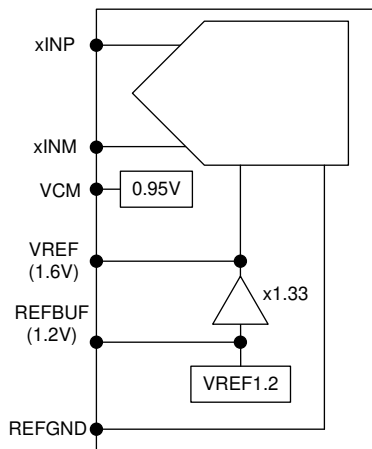 xINP
xINM
VCM
0.95V
VREF
(1.6V)
x1.33
REFBUF
(1.2V)
VREF1.2
REFGND